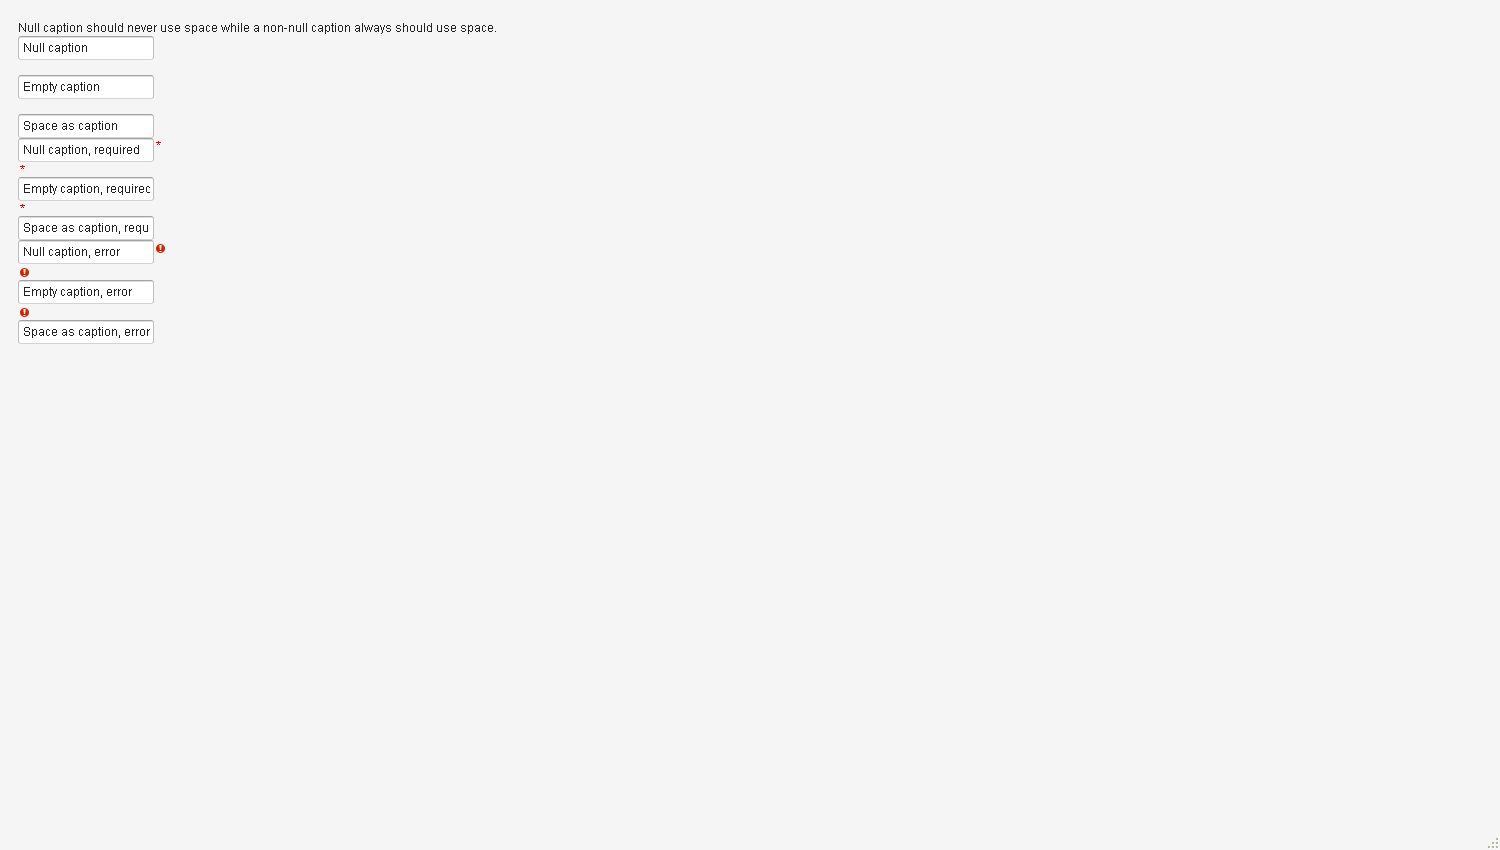 Null caption should never use space while a non-null caption always should use space.
Null caption
Empty caption
Space as caption
Null caption, required *
*
Empty caption, required
*
Space as caption, requ
Null caption, error
Empty caption, error
Space as caption, error